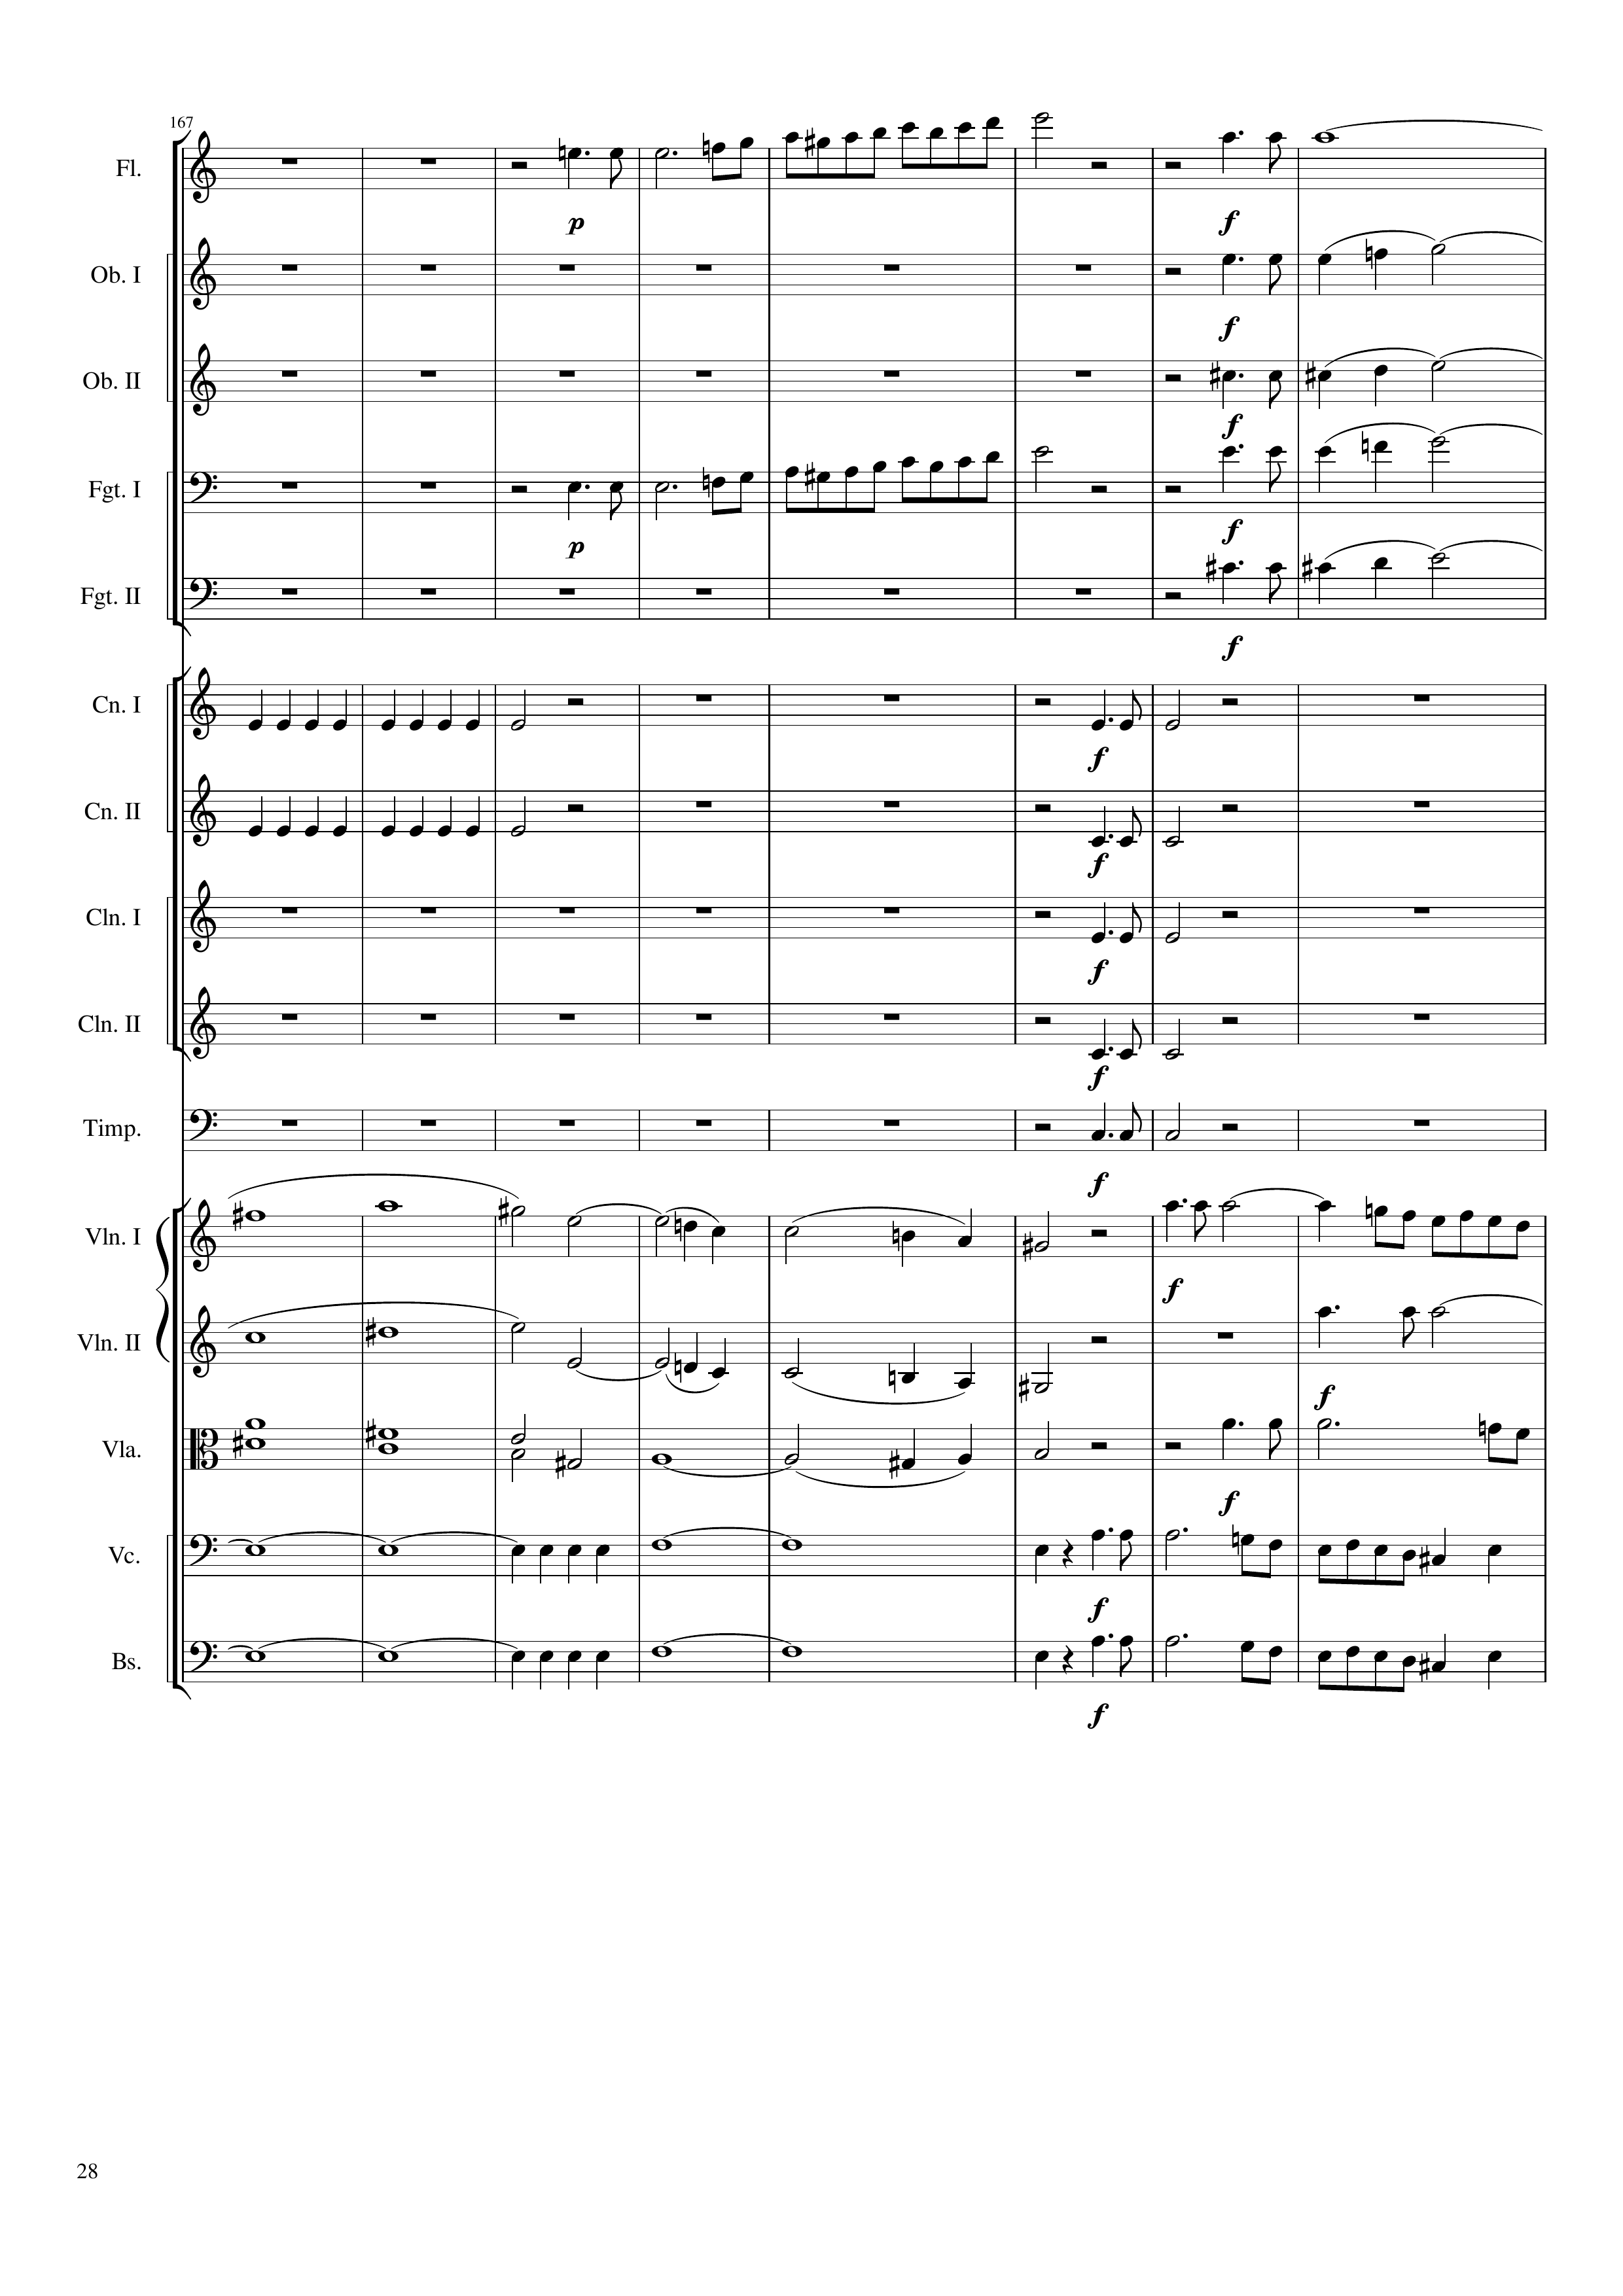 167
Fl.
p
f
Ob. I
f
Ob. II
f
Fgt. I
p
f
Fgt. II
f
Cn. I
f
Cn. II
f
Cln. I
f
Cln. II
f
Timp.
f
Vln. I
f
Vln. II
f
Vla.
f
Vc.
f
Bs.
f
28